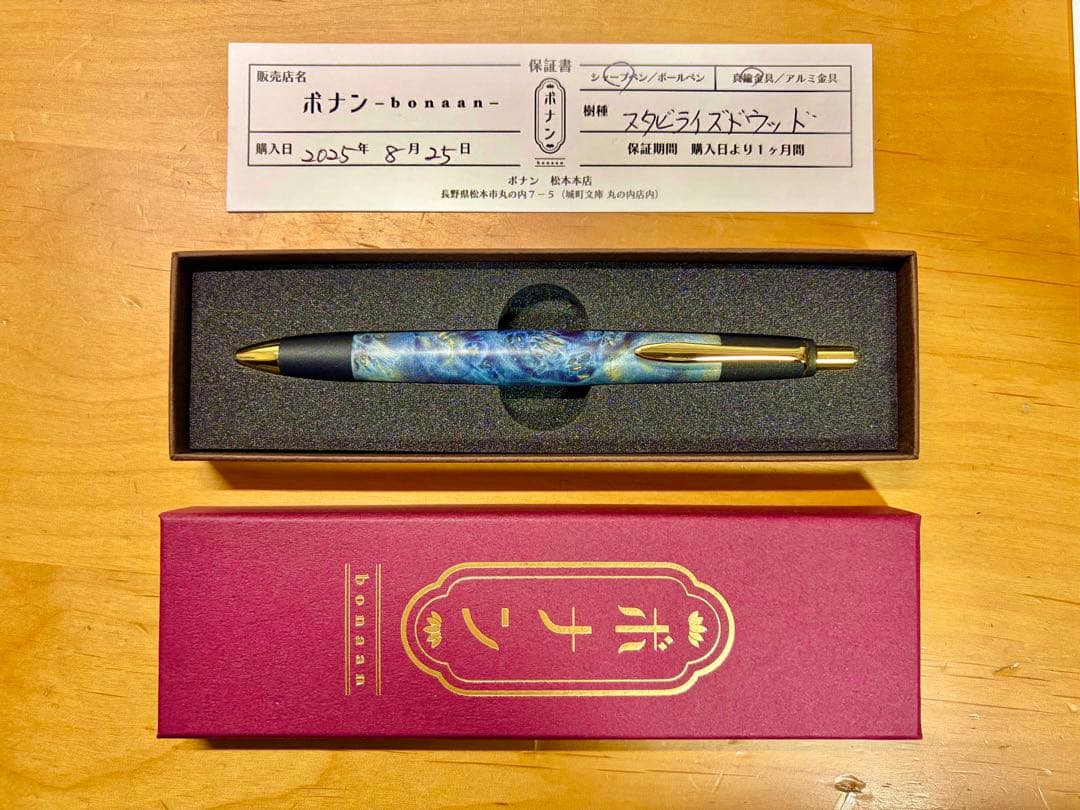 保証書
販売店名
ボナン-bonaan-
購入日 2025年 8月25日
ボナン
bonaan
シャープペン/ボールペン
真鍮金具/アルミ金具
樹種 スタビライズドウッド
保証期間 購入日より1ヶ月間
ボナン 松本本店
長野県松本市丸の内7-5(城町文庫 丸の内店内)
ボナン
bonaan